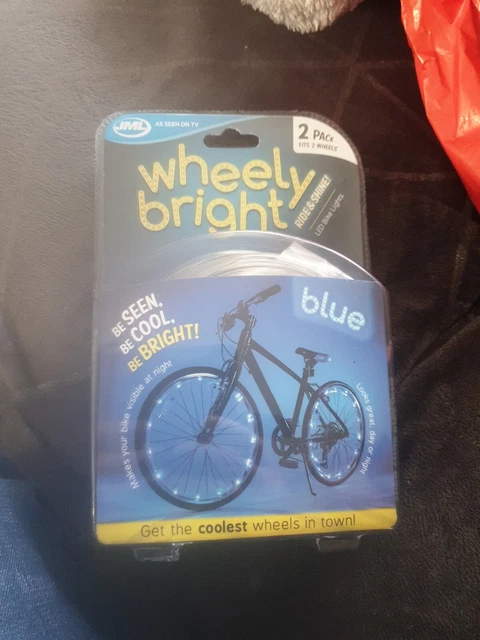 JML
AS SEEN ON TV
2 PACK
FITS 2 WHEELS
wheely
bright
RIDE & SHINE!
LED Bike Lights
blue
BE SEEN,
BE COOL,
BE BRIGHT!
Makes your bike visible at night
Looks great, day or night
Get the coolest wheels in town!